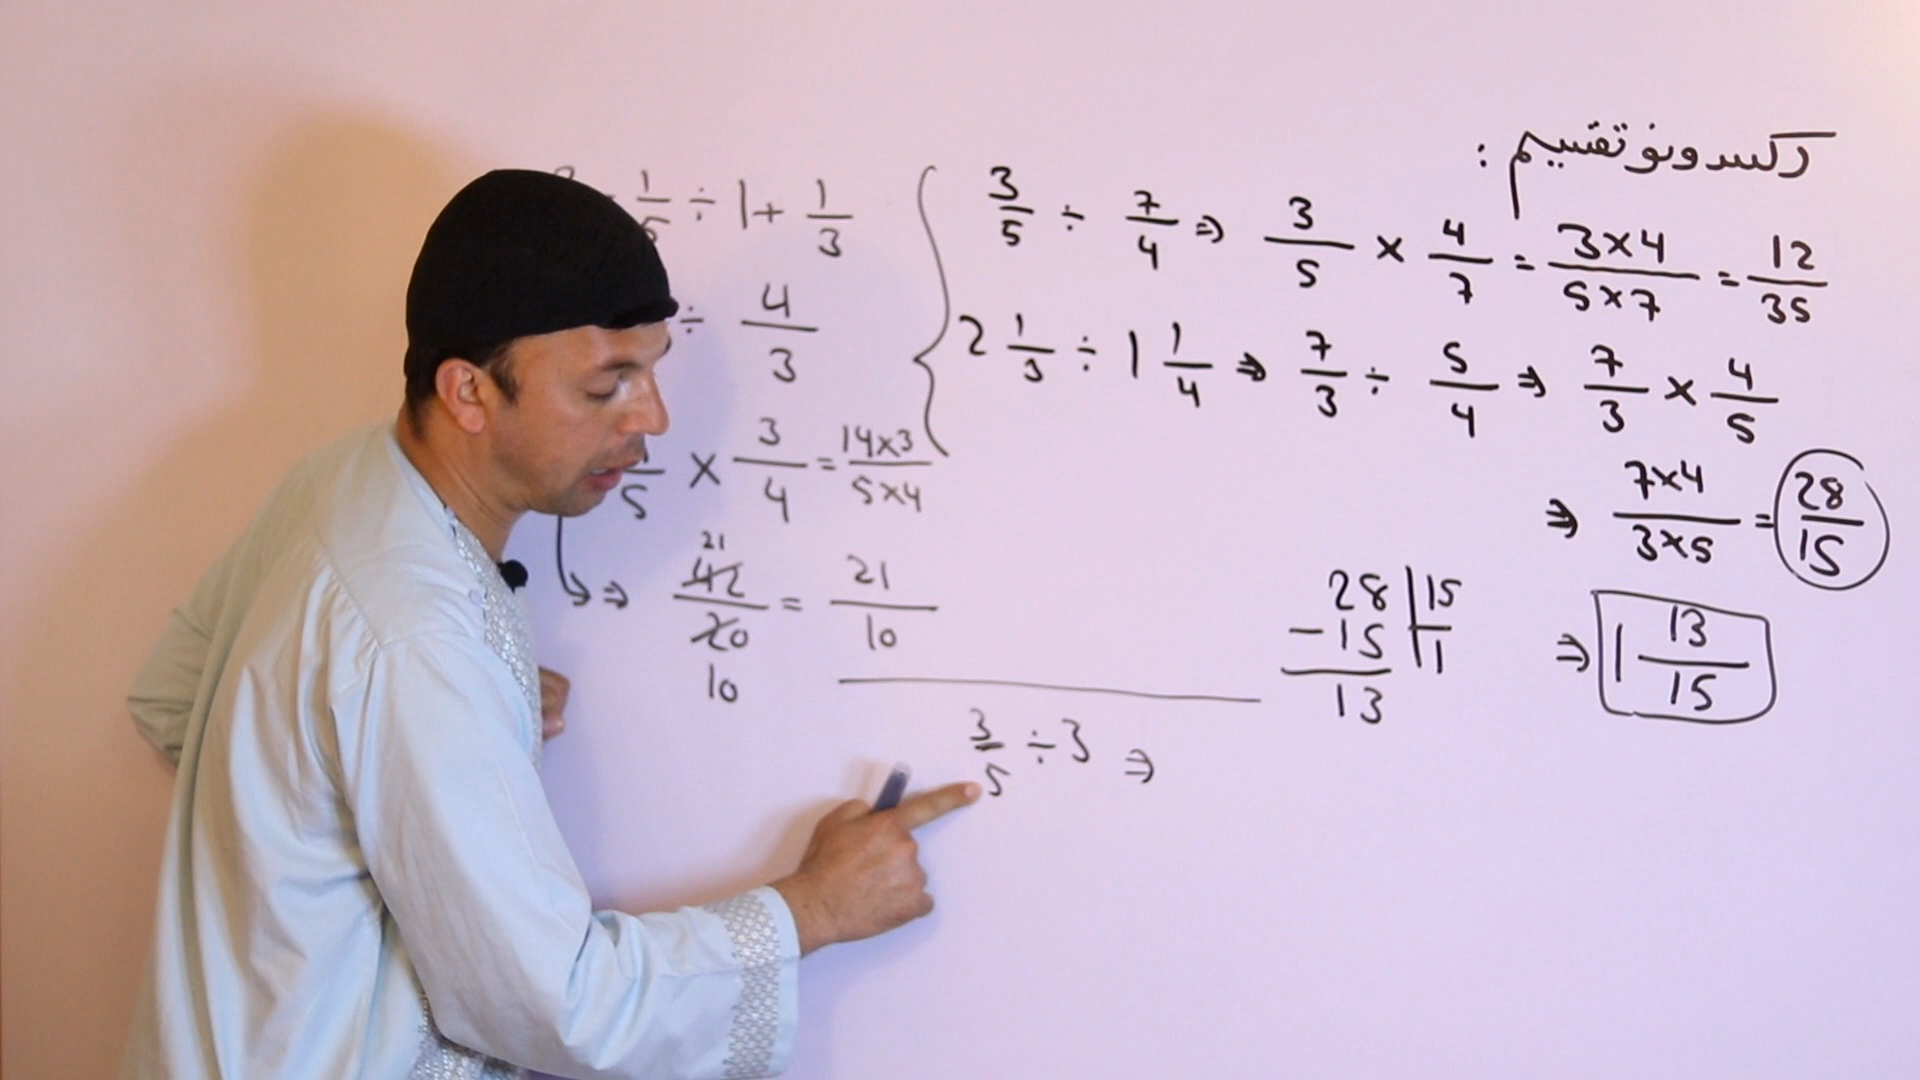 د کسرونو تقسیم :
3/5 ÷ 7/4 ⇒ 3/5 × 4/7 = 3×4/5×7 = 12/35
2 1/3 ÷ 1 1/4 ⇒ 7/3 ÷ 5/4 ⇒ 7/3 × 4/5
⇒ 7×4/3×5 = 28/15
28 | 15
− 15 | 1
13
⇒ 1 13/15
1/5 ÷ 1 + 1/3
÷ 4/3
/5 × 3/4 = 14×3/5×4
⇒ 42/20 = 21/10
21
10
3/5 ÷ 3 ⇒